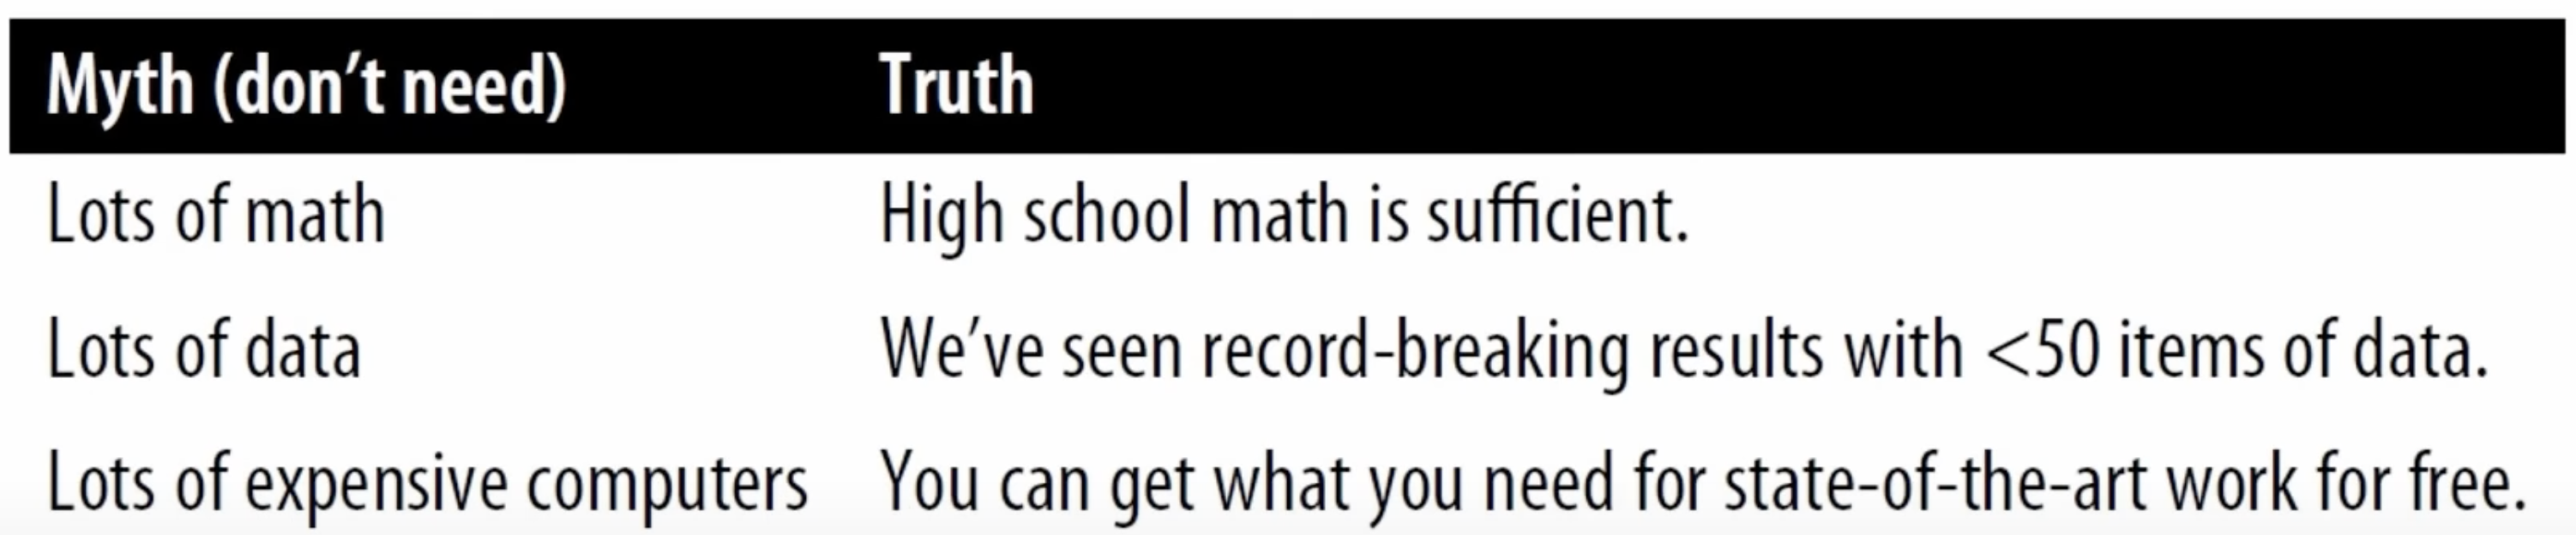 Myth (don’t need) Truth
Lots of math High school math is sufficient.
Lots of data We’ve seen record-breaking results with <50 items of data.
Lots of expensive computers You can get what you need for state-of-the-art work for free.